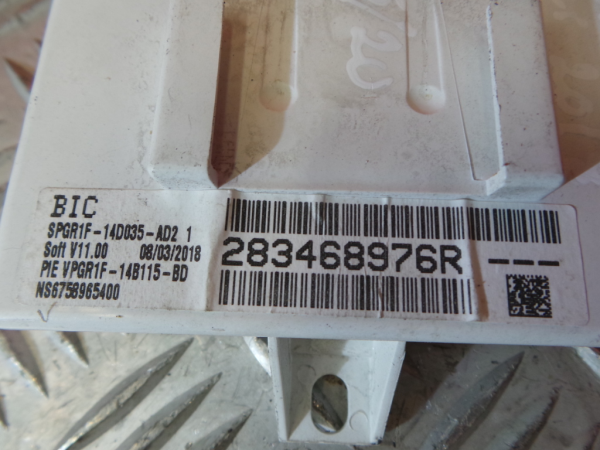 BIC
SPGR1F-14D035-AD2 1
Soft V11.00 08/03/2018
PIE VPGR1F-14B115-BD
NS6758965400
283468976R ---